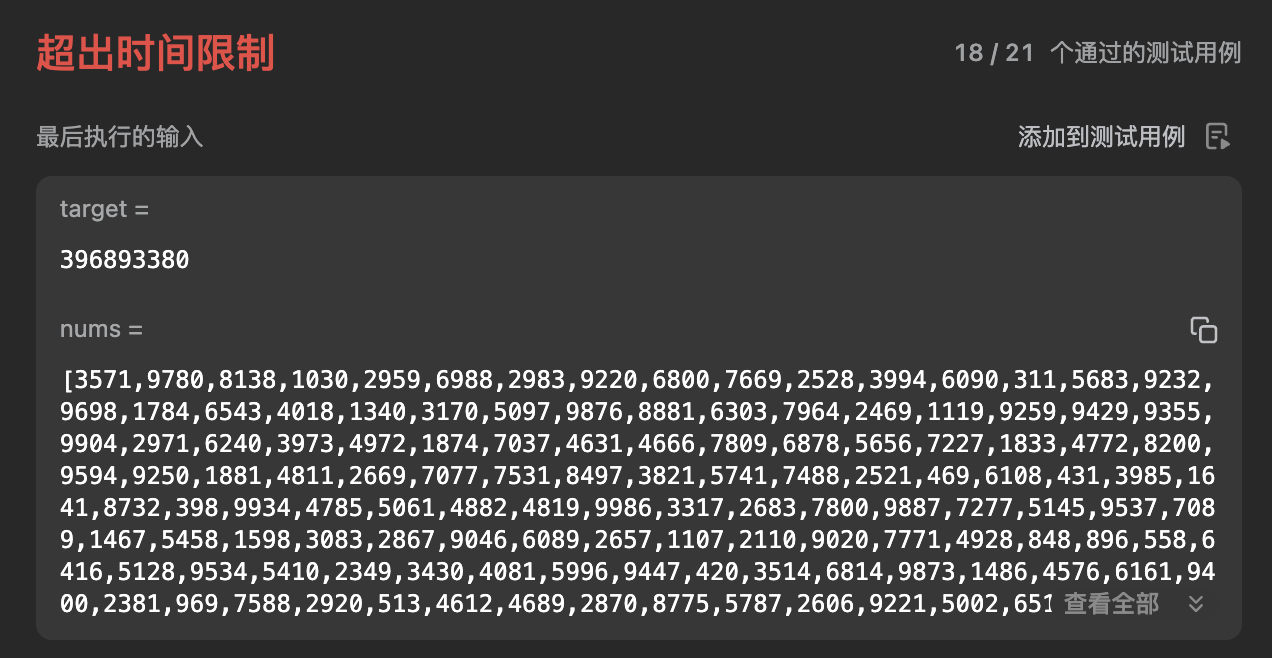 超出时间限制
18 / 21 个通过的测试用例
最后执行的输入
添加到测试用例
target =
396893380
nums =
[3571,9780,8138,1030,2959,6988,2983,9220,6800,7669,2528,3994,6090,311,5683,9232,
9698,1784,6543,4018,1340,3170,5097,9876,8881,6303,7964,2469,1119,9259,9429,9355,
9904,2971,6240,3973,4972,1874,7037,4631,4666,7809,6878,5656,7227,1833,4772,8200,
9594,9250,1881,4811,2669,7077,7531,8497,3821,5741,7488,2521,469,6108,431,3985,16
41,8732,398,9934,4785,5061,4882,4819,9986,3317,2683,7800,9887,7277,5145,9537,708
9,1467,5458,1598,3083,2867,9046,6089,2657,1107,2110,9020,7771,4928,848,896,558,6
416,5128,9534,5410,2349,3430,4081,5996,9447,420,3514,6814,9873,1486,4576,6161,94
00,2381,969,7588,2920,513,4612,4689,2870,8775,5787,2606,9221,5002,651 查看全部